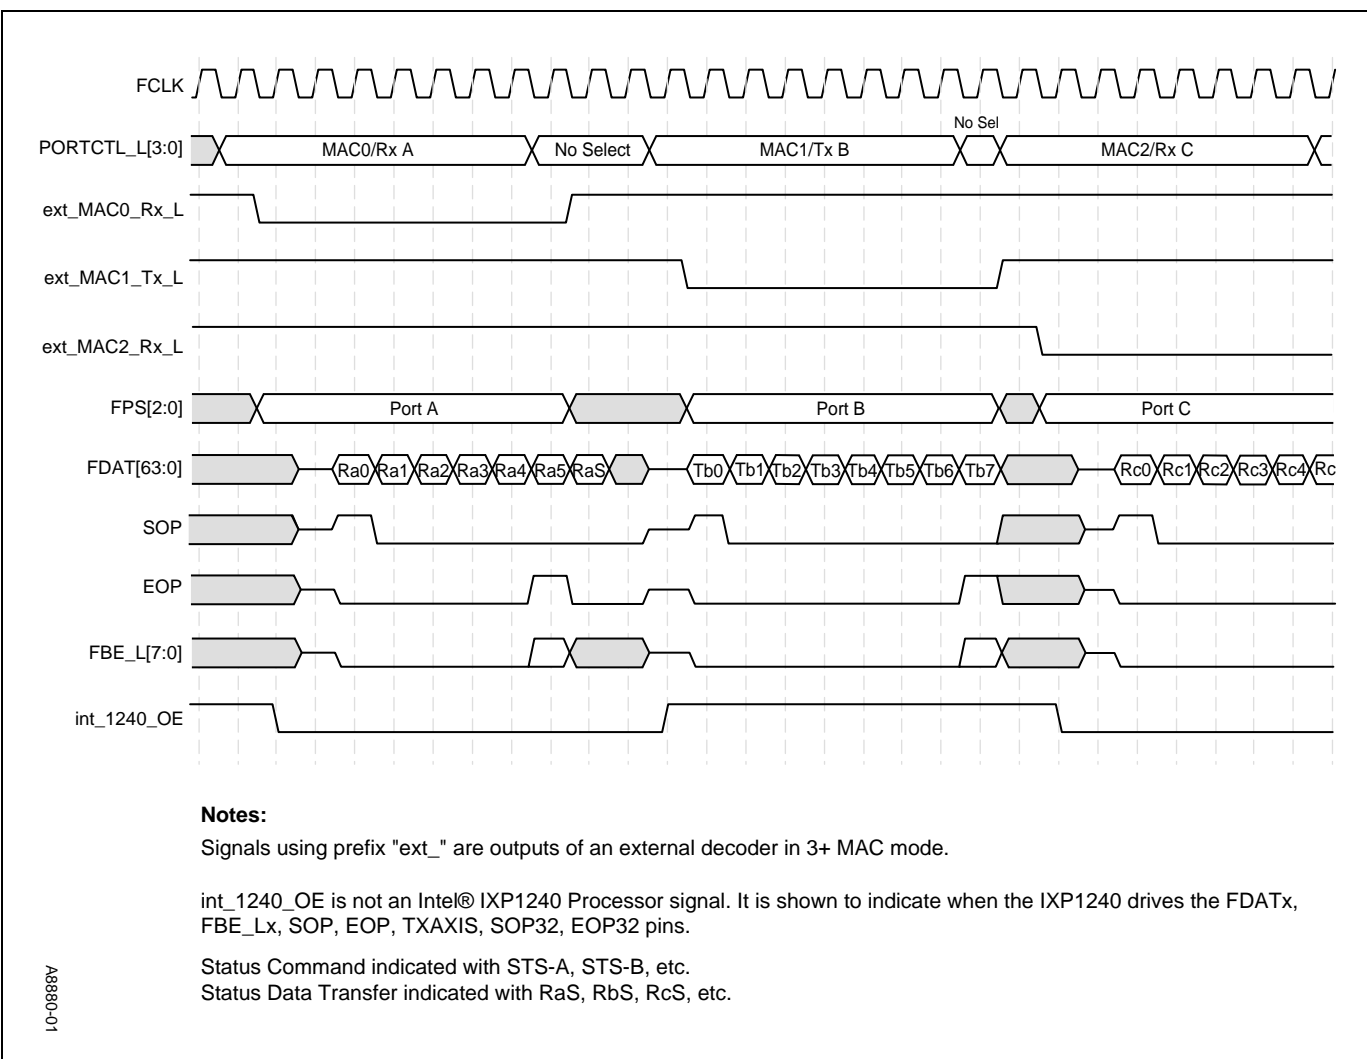 FCLK
No Sel
PORTCTL_L[3:0] MAC0/Rx A No Select MAC1/Tx B MAC2/Rx C
ext_MAC0_Rx_L
ext_MAC1_Tx_L
ext_MAC2_Rx_L
FPS[2:0] Port A Port B Port C
FDAT[63:0] Ra0 Ra1 Ra2 Ra3 Ra4 Ra5 RaS Tb0 Tb1 Tb2 Tb3 Tb4 Tb5 Tb6 Tb7 Rc0 Rc1 Rc2 Rc3 Rc4 Rc
SOP
EOP
FBE_L[7:0]
int_1240_OE
Notes:
Signals using prefix "ext_" are outputs of an external decoder in 3+ MAC mode.
int_1240_OE is not an Intel® IXP1240 Processor signal. It is shown to indicate when the IXP1240 drives the FDATx,
FBE_Lx, SOP, EOP, TXAXIS, SOP32, EOP32 pins.
Status Command indicated with STS-A, STS-B, etc.
Status Data Transfer indicated with RaS, RbS, RcS, etc.
A8880-01